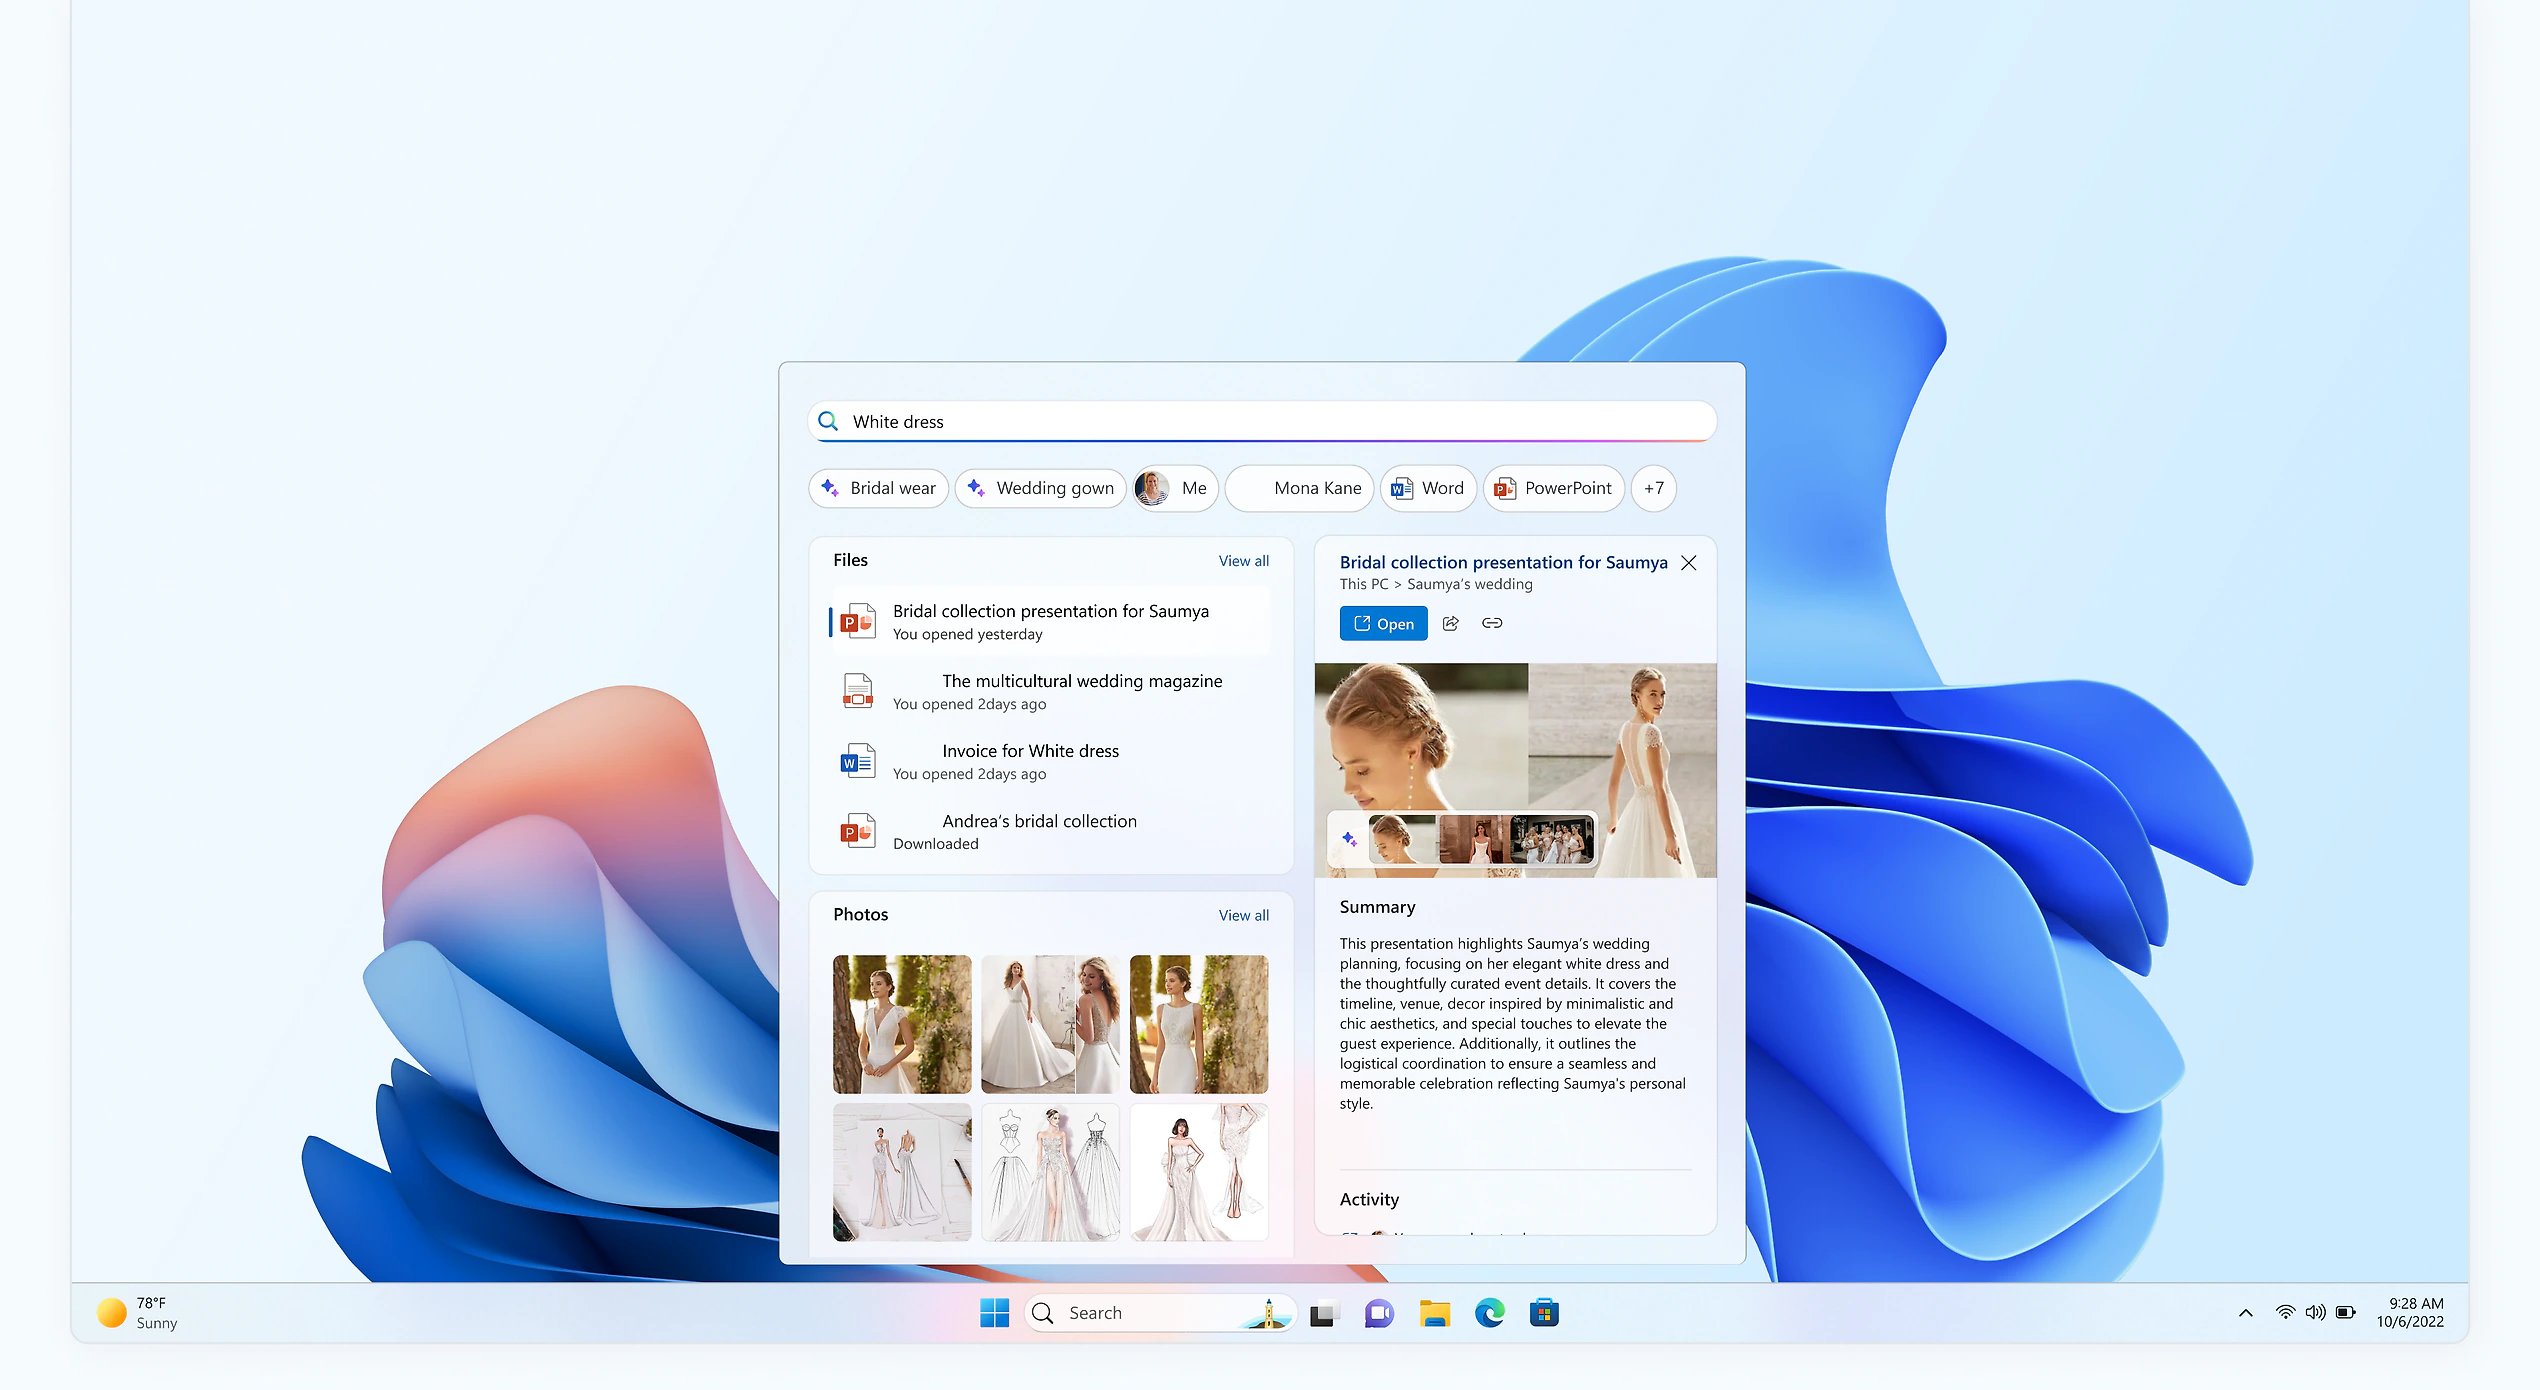 White dress
Bridal wear
Wedding gown
Me
Mona Kane
Word
PowerPoint
+7
Files
View all
Bridal collection presentation for Saumya
You opened yesterday
The multicultural wedding magazine
You opened 2days ago
Invoice for White dress
You opened 2days ago
Andrea’s bridal collection
Downloaded
Photos
View all
Bridal collection presentation for Saumya
This PC > Saumya’s wedding
Open
Summary
This presentation highlights Saumya’s wedding
planning, focusing on her elegant white dress and
the thoughtfully curated event details. It covers the
timeline, venue, decor inspired by minimalistic and
chic aesthetics, and special touches to elevate the
guest experience. Additionally, it outlines the
logistical coordination to ensure a seamless and
memorable celebration reflecting Saumya's personal
style.
Activity
78°F
Sunny
Search
9:28 AM
10/6/2022